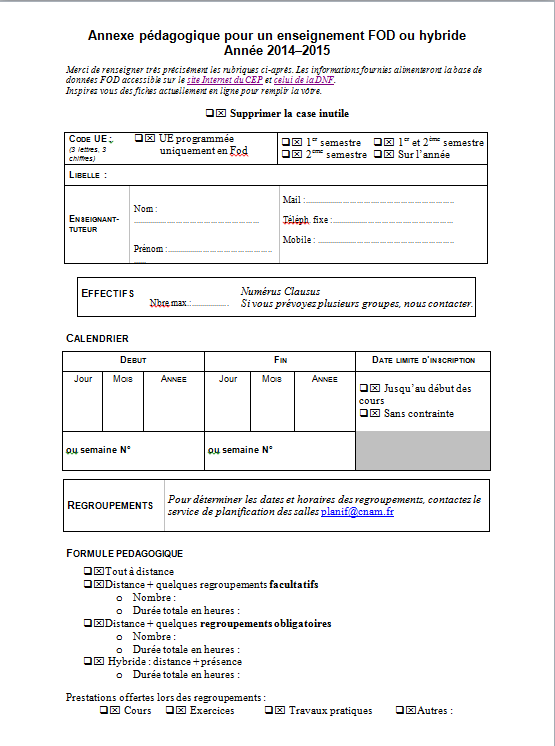 Annexe pédagogique pour un enseignement FOD ou hybride
Année 2014–2015
Merci de renseigner très précisément les rubriques ci-après. Les informations fournies alimenteront la base de
données FOD accessible sur le site Internet du CEP et celui de la DNF.
Inspirez vous des fiches actuellement en ligne pour remplir la vôtre.
☐☒ Supprimer la case inutile
CODE UE :
(3 lettres, 3
chiffres)
☐☒ UE programmée
uniquement en Fod
☐☒ 1er semestre ☐☒ 1er et 2ème semestre
☐☒ 2ème semestre ☐☒ Sur l'année
LIBELLE :
ENSEIGNANT-
TUTEUR
Nom :
Prénom :
Mail :
Téléph. fixe :
Mobile :
EFFECTIFS
Nbre max :
Numérus Clausus
Si vous prévoyez plusieurs groupes, nous contacter.
CALENDRIER
DEBUT FIN DATE LIMITE D'INSCRIPTION
Jour MOIS ANNEE Jour MOIS ANNEE
☐☒ Jusqu'au début des
cours
☐☒ Sans contrainte
ou semaine N° ou semaine N°
REGROUPEMENTS
Pour déterminer les dates et horaires des regroupements, contactez le
service de planification des salles planif@cnam.fr
FORMULE PEDAGOGIQUE
☐☒Tout à distance
☐☒Distance + quelques regroupements facultatifs
o Nombre :
o Durée totale en heures :
☐☒Distance + quelques regroupements obligatoires
o Nombre :
o Durée totale en heures :
☐☒ Hybride : distance + présence
o Durée totale en heures :
Prestations offertes lors des regroupements :
☐☒ Cours ☐☒ Exercices ☐☒ Travaux pratiques ☐☒Autres :